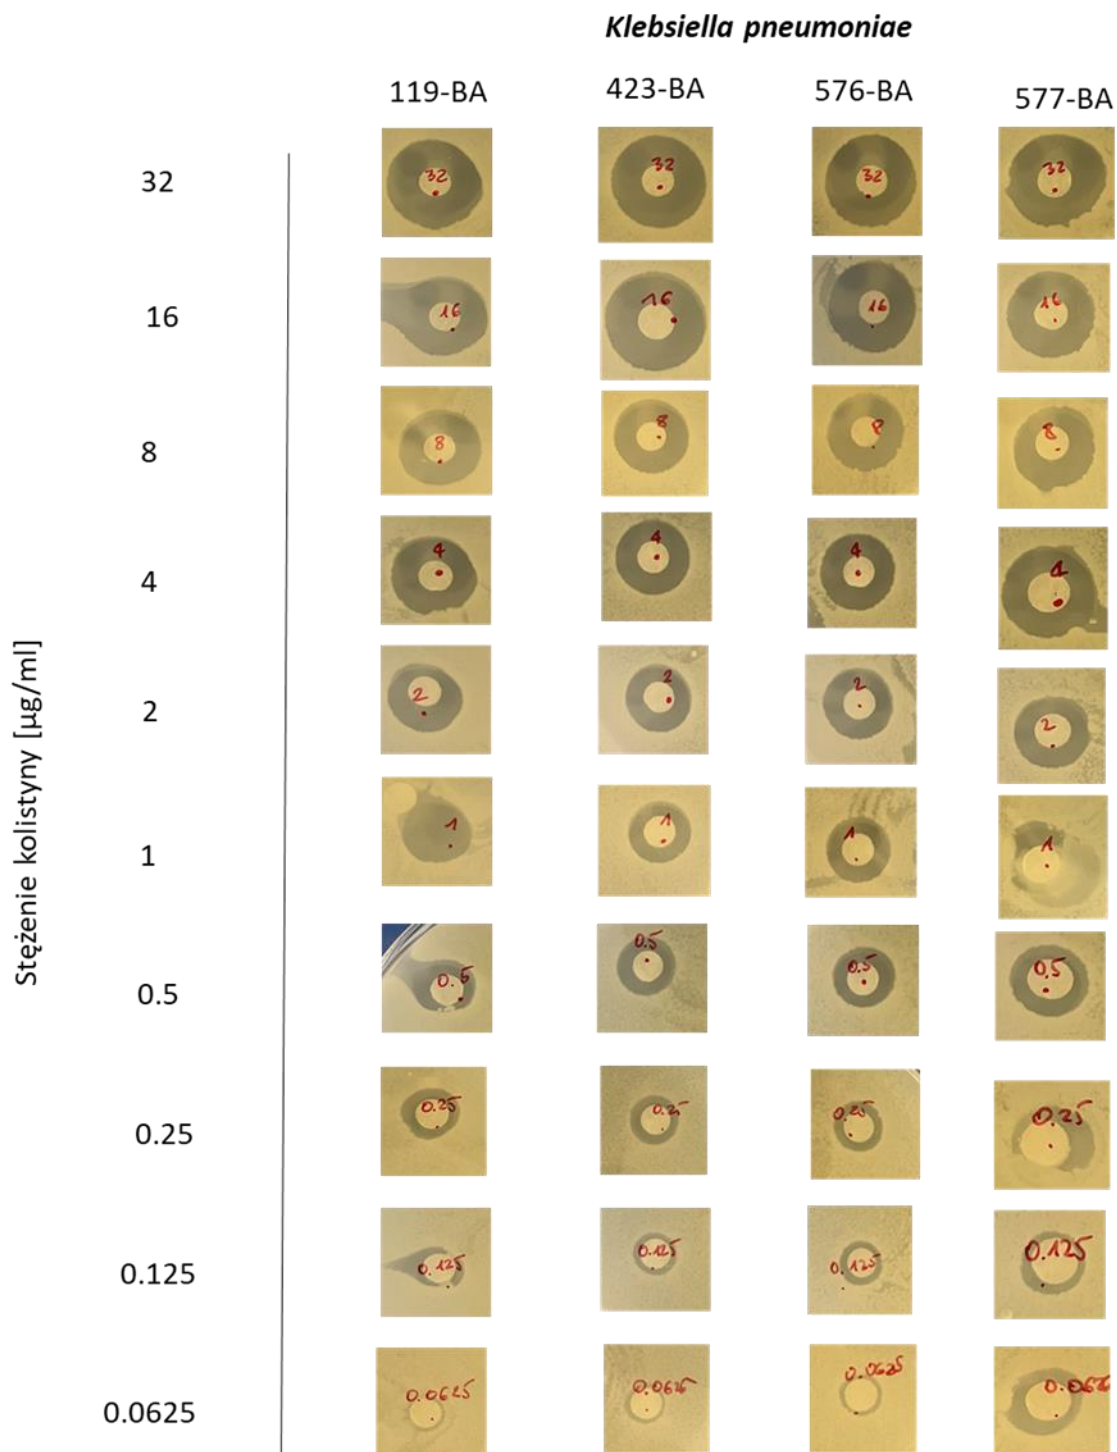 Klebsiella pneumoniae
119-BA 423-BA 576-BA 577-BA
32 32 32 32 32
16 16 16 16 16
8 8 8 8 8
4 4 4 4 4
Stężenie kolistyny [µg/ml]
2 2 2 2 2
1 1 1 1 1
0.5 0.5 0.5 0.5 0.5
0.25 0.25 0.25 0.25 0.25
0.125 0.125 0.125 0.125 0.125
0.0625 0.0625 0.0625 0.0625